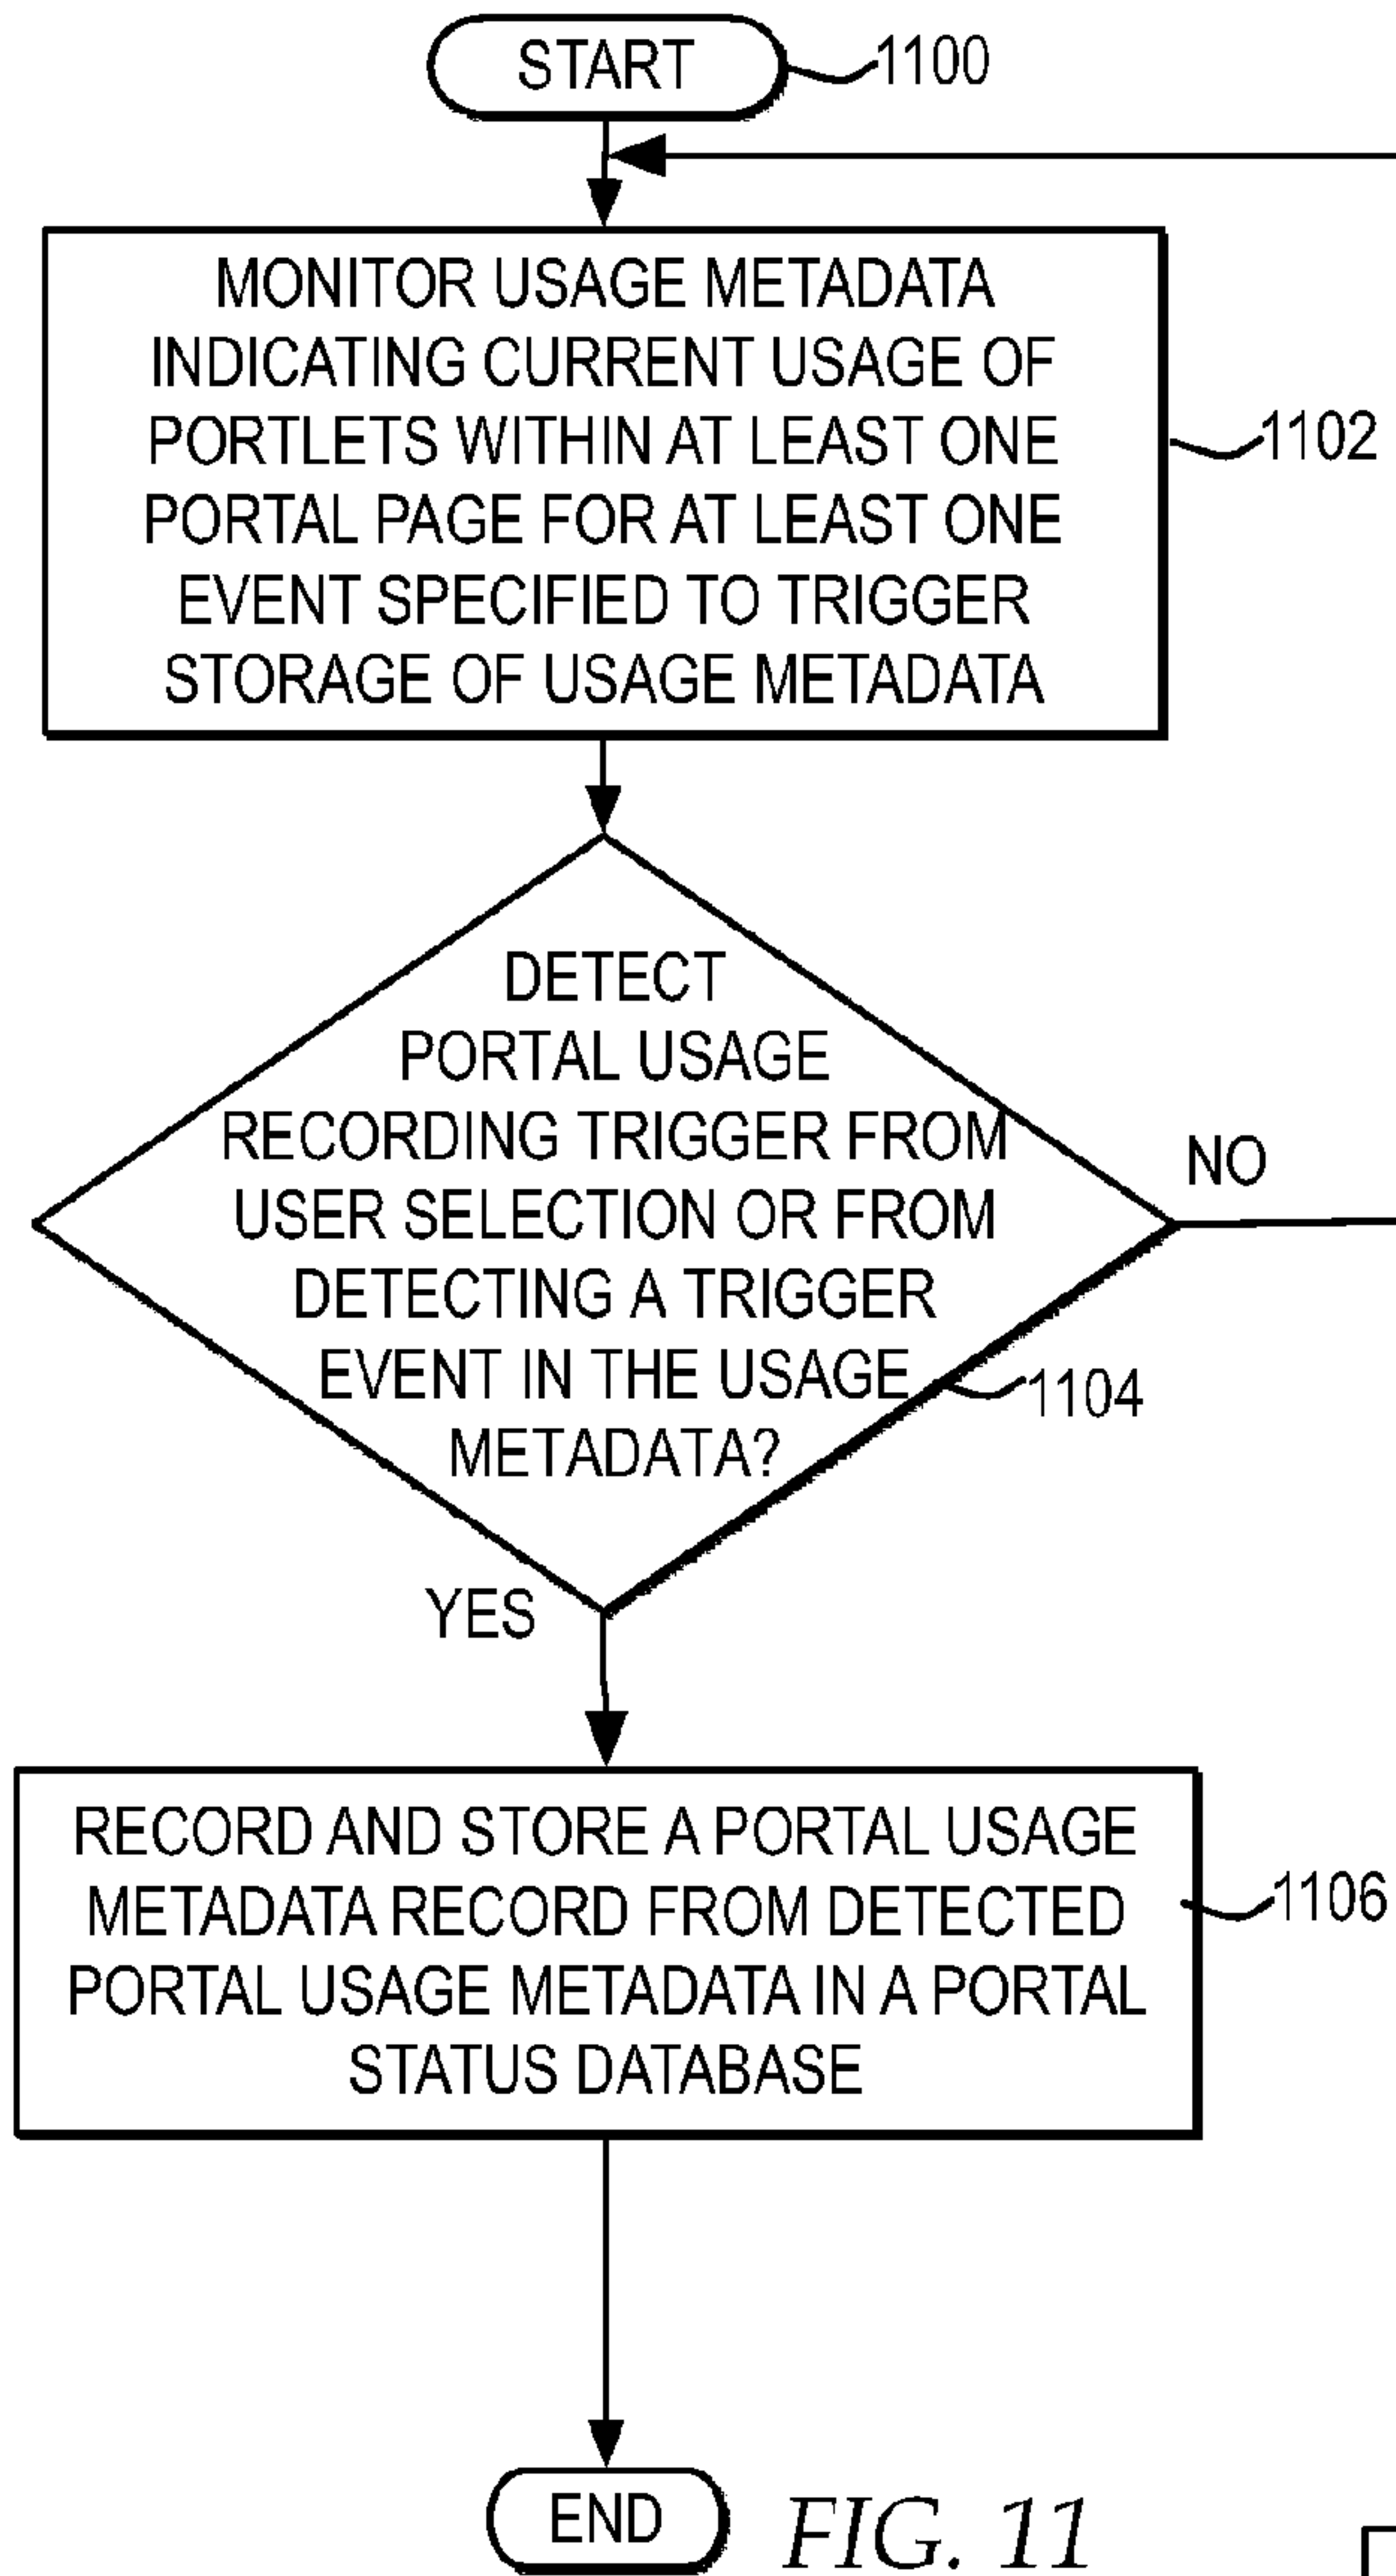 START
1100
MONITOR USAGE METADATA
INDICATING CURRENT USAGE OF
PORTLETS WITHIN AT LEAST ONE
PORTAL PAGE FOR AT LEAST ONE
EVENT SPECIFIED TO TRIGGER
STORAGE OF USAGE METADATA
1102
DETECT
PORTAL USAGE
RECORDING TRIGGER FROM
USER SELECTION OR FROM
DETECTING A TRIGGER
EVENT IN THE USAGE
METADATA?
NO
1104
YES
RECORD AND STORE A PORTAL USAGE
METADATA RECORD FROM DETECTED
PORTAL USAGE METADATA IN A PORTAL
STATUS DATABASE
1106
END
FIG. 11